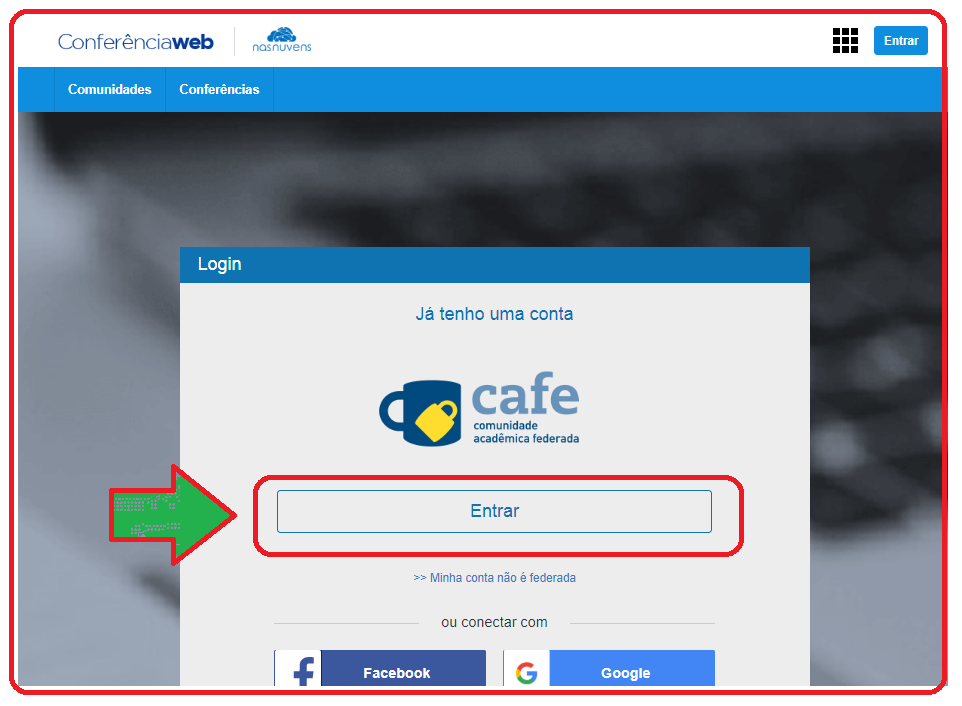 Conferênciaweb
nasnuvens
Entrar
Comunidades
Conferências
Login
Já tenho uma conta
cafe
comunidade
acadêmica federada
Entrar
>> Minha conta não é federada
ou conectar com
Facebook
Google